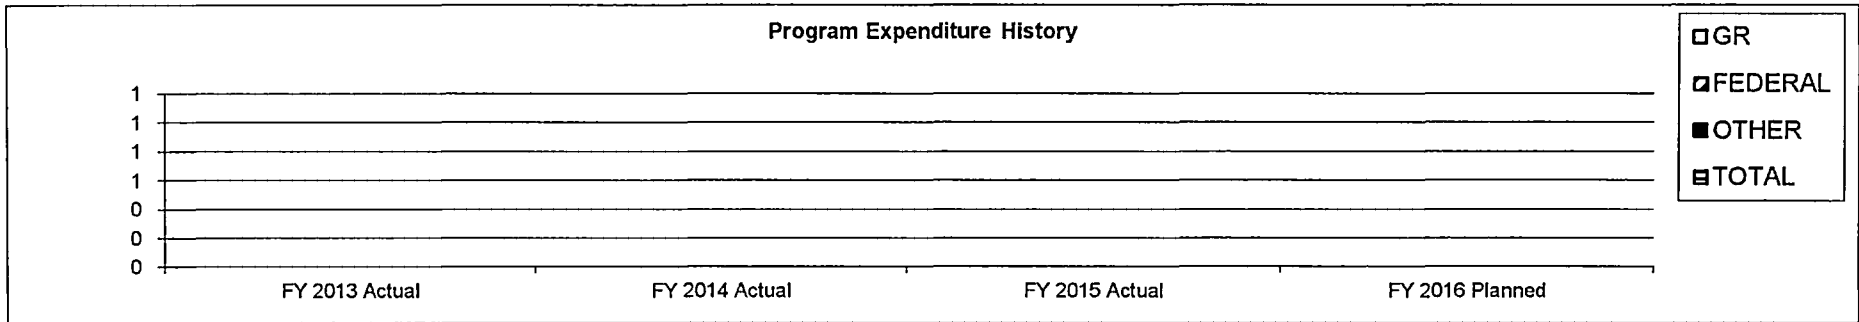 Program Expenditure History
GR
FEDERAL
OTHER
TOTAL
1
1
1
1
0
0
0
FY 2013 Actual
FY 2014 Actual
FY 2015 Actual
FY 2016 Planned